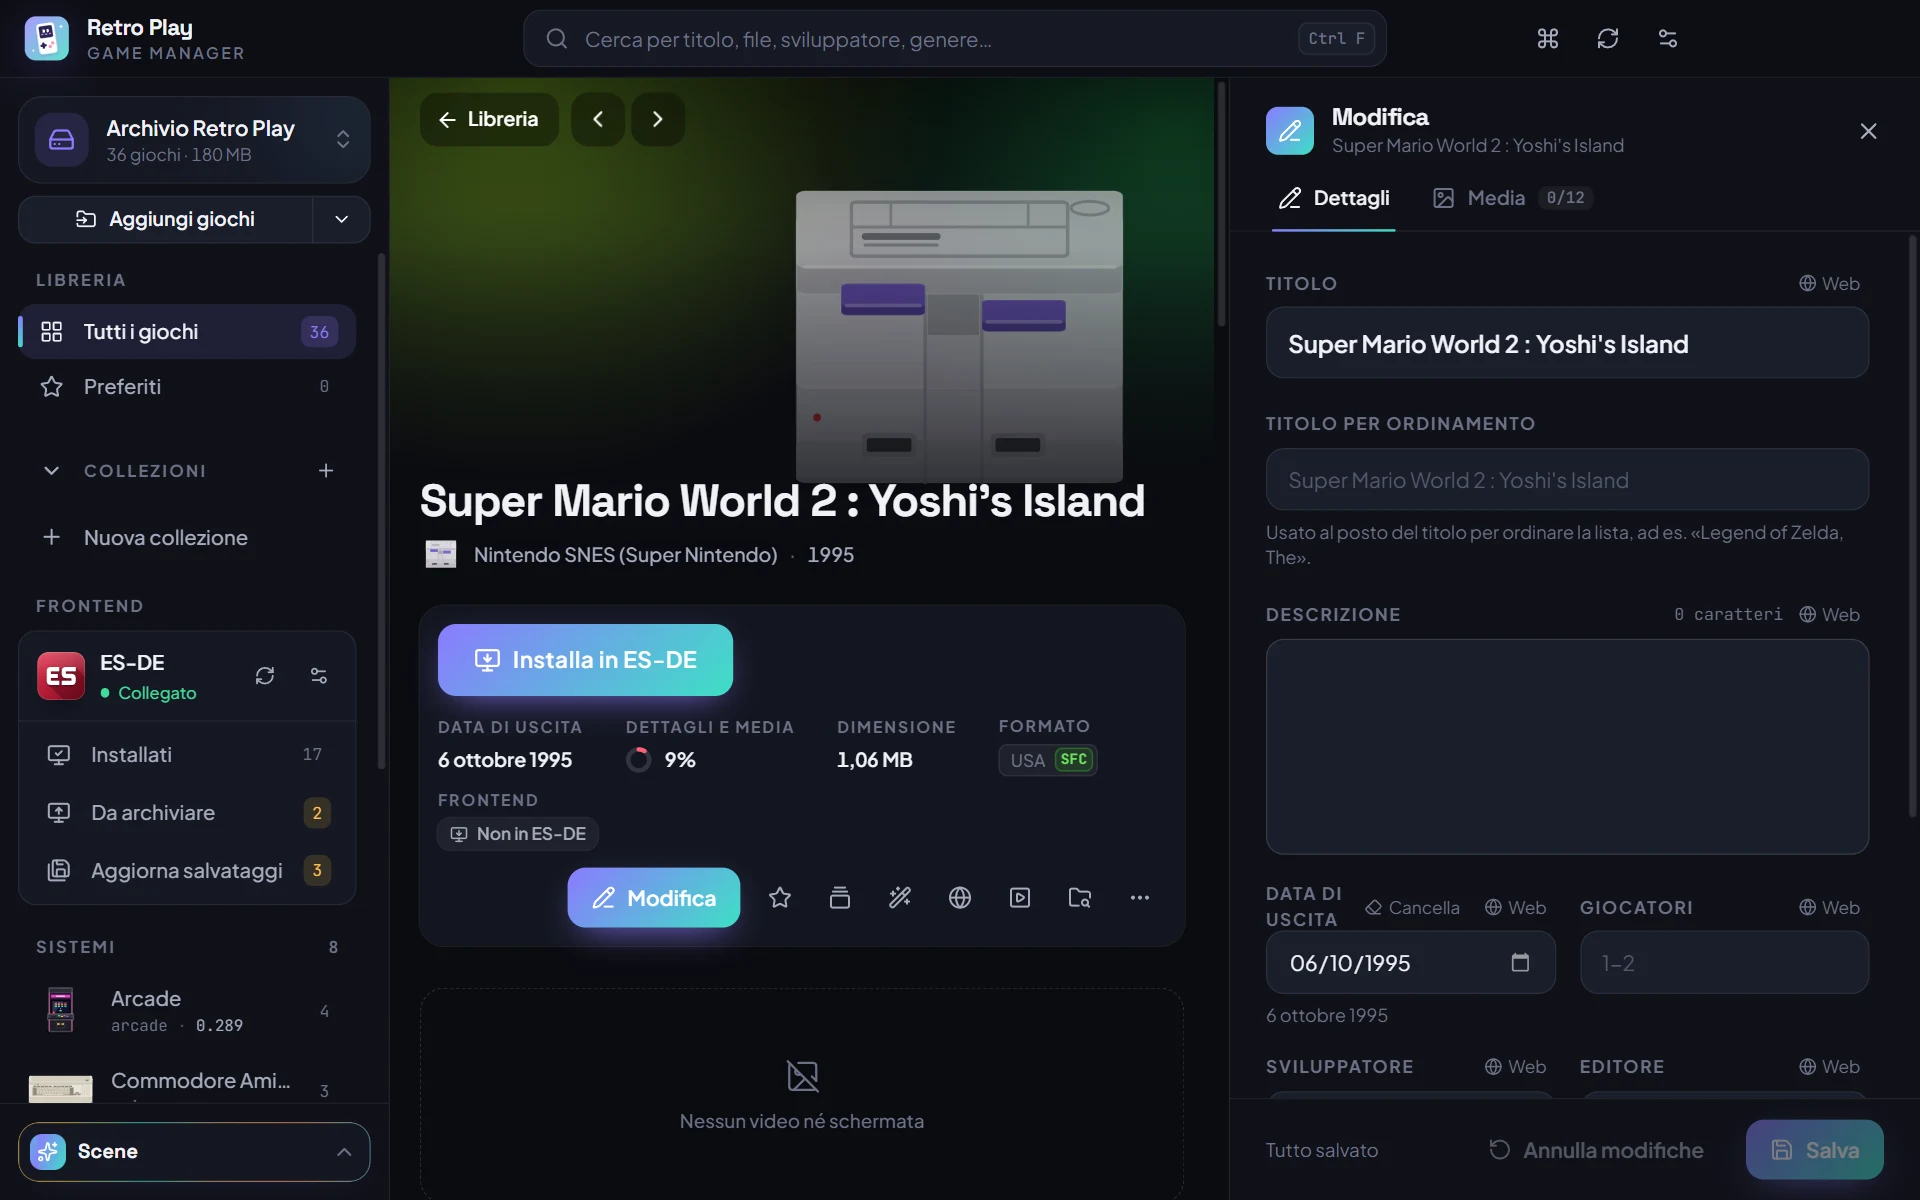 Retro Play
GAME MANAGER
Cerca per titolo, file, sviluppatore, genere...
Ctrl F
Archivio Retro Play
36 giochi · 180 MB
Aggiungi giochi
LIBRERIA
Tutti i giochi
36
Preferiti
0
COLLEZIONI
Nuova collezione
FRONTEND
ES
ES-DE
Collegato
Installati
17
Da archiviare
2
Aggiorna salvataggi
3
SISTEMI
8
Arcade
arcade · 0.289
4
Commodore Ami...
3
Scene
Libreria
Super Mario World 2 : Yoshi's Island
Nintendo SNES (Super Nintendo) · 1995
Installa in ES-DE
DATA DI USCITA
6 ottobre 1995
DETTAGLI E MEDIA
9%
DIMENSIONE
1,06 MB
FORMATO
USA SFC
FRONTEND
Non in ES-DE
Modifica
Nessun video né schermata
Modifica
Super Mario World 2 : Yoshi's Island
Dettagli
Media 0/12
TITOLO
Web
Super Mario World 2 : Yoshi's Island
TITOLO PER ORDINAMENTO
Super Mario World 2 : Yoshi's Island
Usato al posto del titolo per ordinare la lista, ad es. «Legend of Zelda,
The».
DESCRIZIONE
0 caratteri
Web
DATA DI
USCITA
Cancella
Web
06/10/1995
6 ottobre 1995
GIOCATORI
Web
1–2
SVILUPPATORE
Web
EDITORE
Web
Tutto salvato
Annulla modifiche
Salva